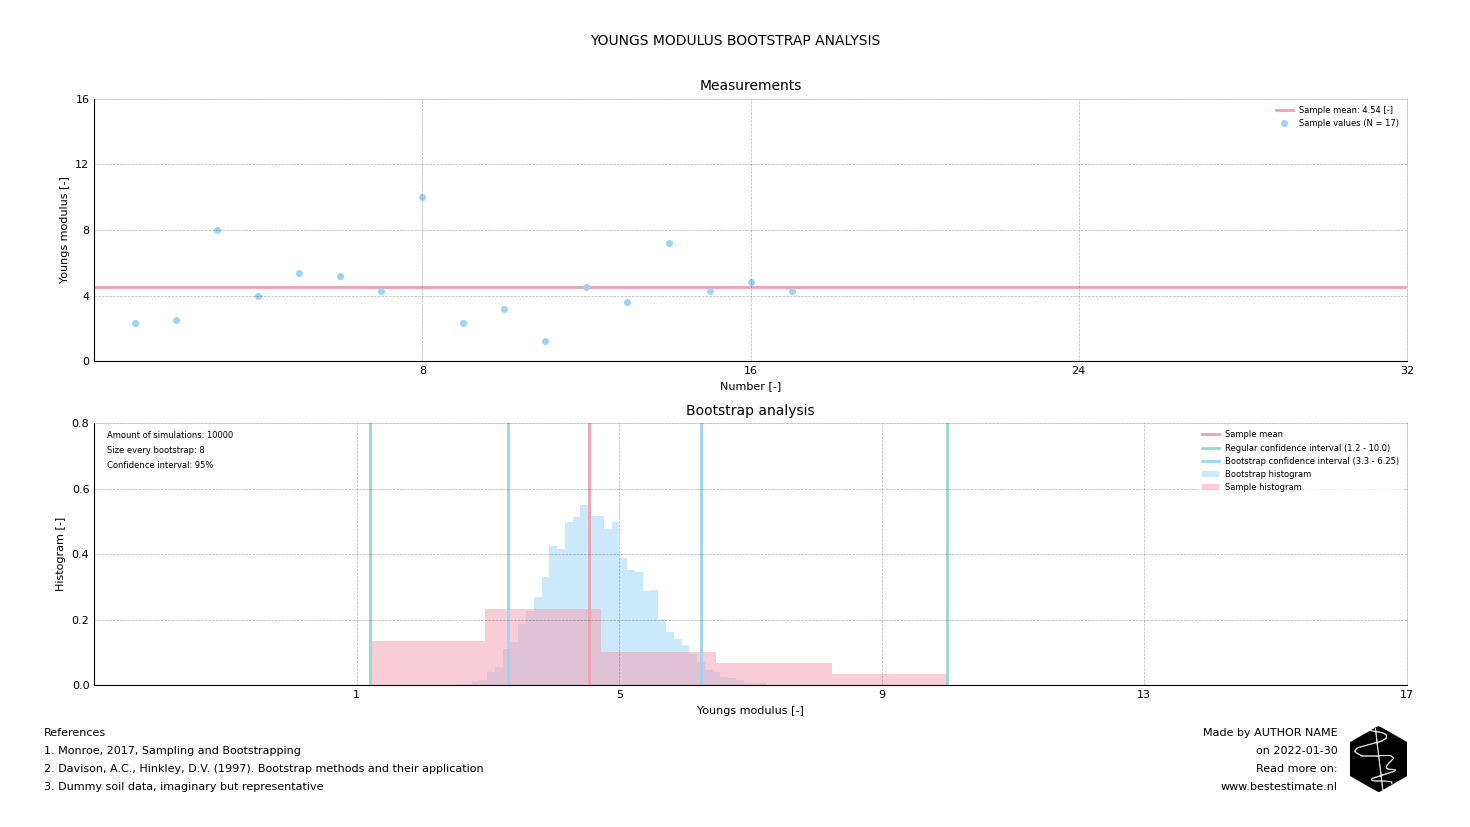 YOUNGS MODULUS BOOTSTRAP ANALYSIS
Measurements
16
12
8
4
0
Youngs modulus [-]
Sample mean: 4.54 [-]
Sample values (N = 17)
8
16
24
32
Number [-]
Bootstrap analysis
0.8
0.6
0.4
0.2
0.0
Histogram [-]
Amount of simulations: 10000
Size every bootstrap: 8
Confidence interval: 95%
Sample mean
Regular confidence interval (1.2 - 10.0)
Bootstrap confidence interval (3.3 - 6.25)
Bootstrap histogram
Sample histogram
1
5
9
13
17
Youngs modulus [-]
References
1. Monroe, 2017, Sampling and Bootstrapping
2. Davison, A.C., Hinkley, D.V. (1997). Bootstrap methods and their application
3. Dummy soil data, imaginary but representative
Made by AUTHOR NAME
on 2022-01-30
Read more on:
www.bestestimate.nl